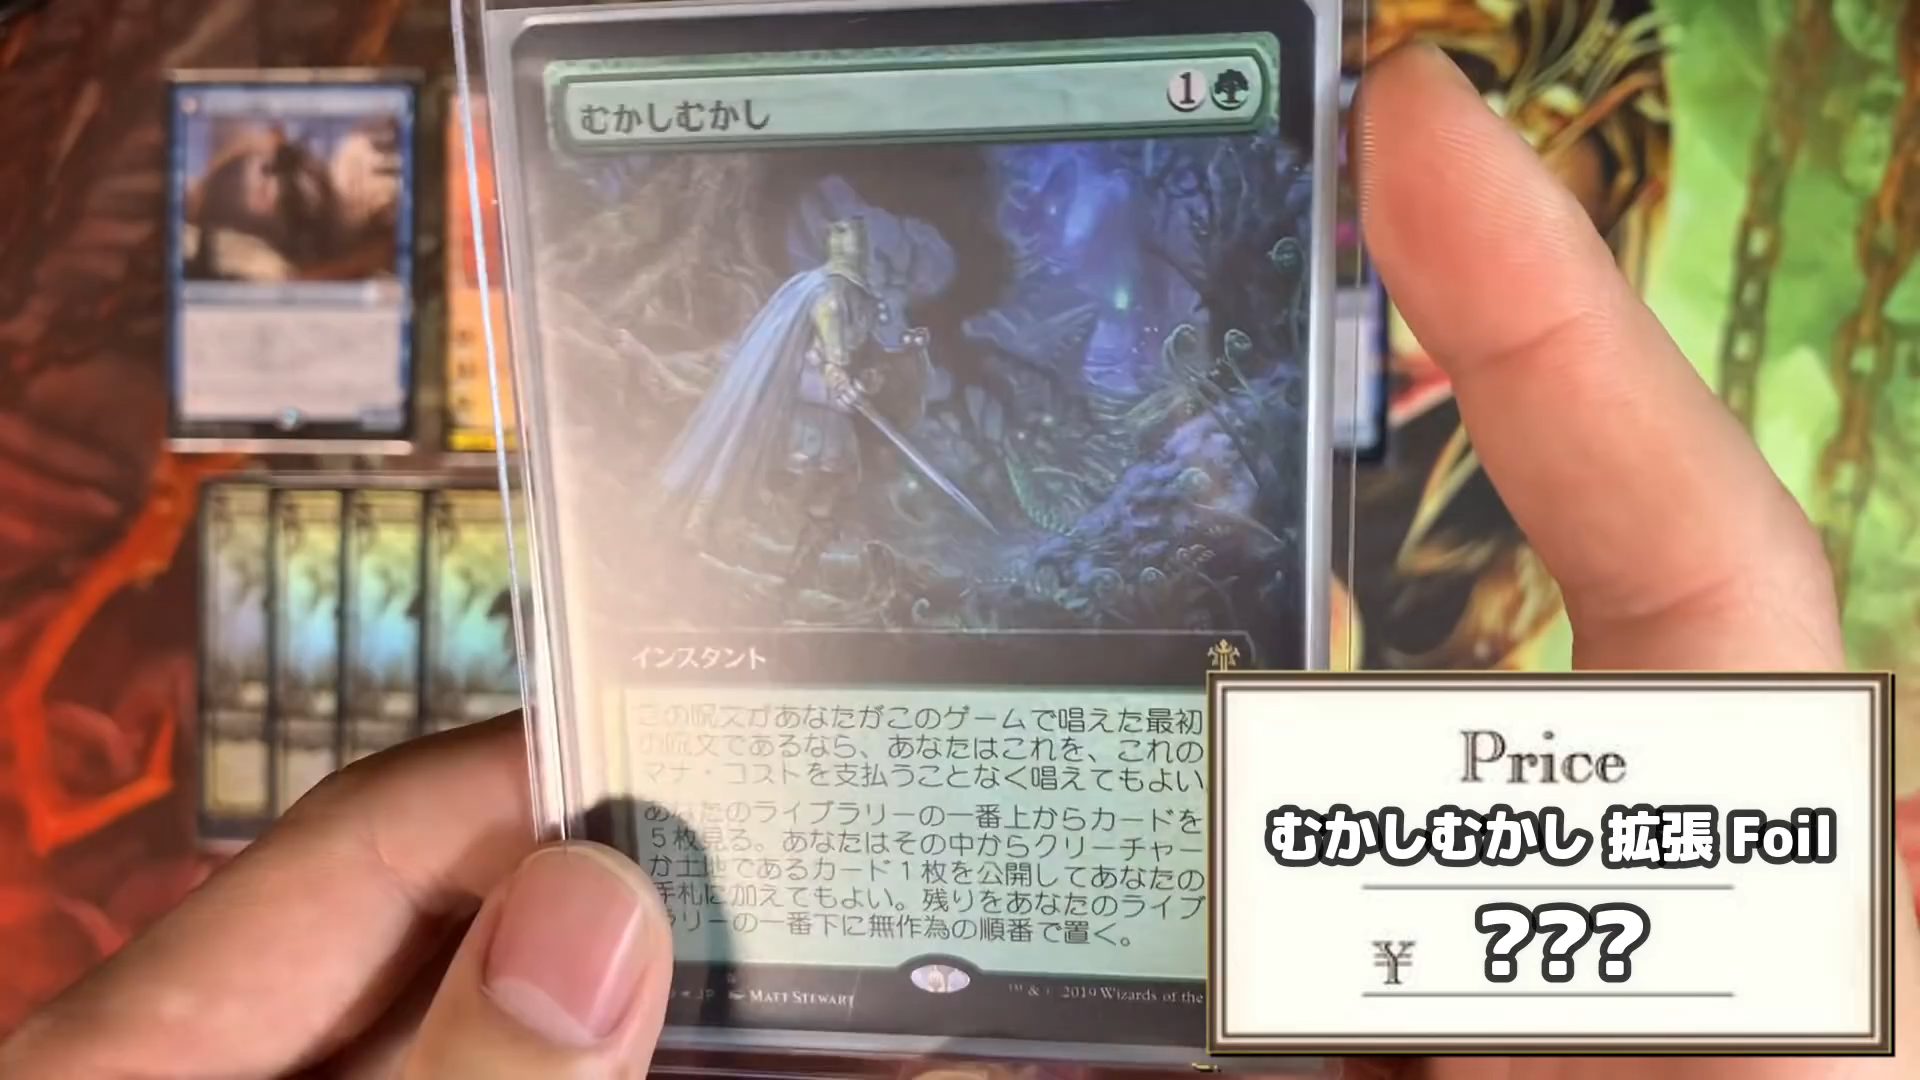 むかしむかし
1
インスタント
この呪文があなたがこのゲームで唱えた最初
の呪文であるなら、あなたはこれを、これの
マナ・コストを支払うことなく唱えてもよい
あなたのライブラリーの一番上からカードを
5枚見る。あなたはその中からクリーチャー
か土地であるカード1枚を公開してあなたの
手札に加えてもよい。残りをあなたのライブ
ラリーの一番下に無作為の順番で置く。
JP MATT STEWART
™ & © 2019 Wizards of the
Price
むかしむかし 拡張 Foil
¥ ???